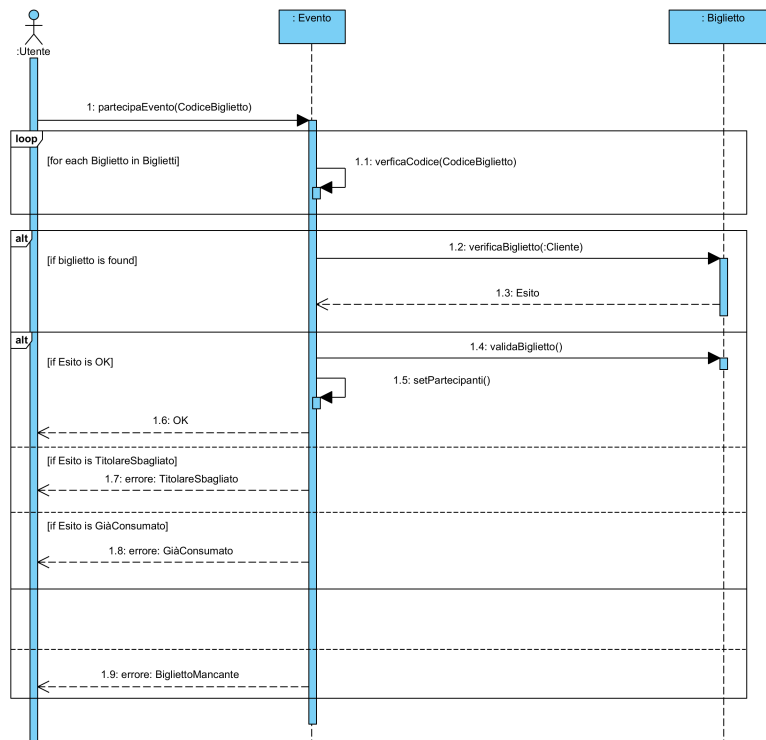 : Evento
: Biglietto
:Utente
1: partecipaEvento(CodiceBiglietto)
loop
[for each Biglietto in Biglietti]
1.1: verficaCodice(CodiceBiglietto)
alt
[if biglietto is found]
1.2: verificaBiglietto(:Cliente)
1.3: Esito
alt
[if Esito is OK]
1.4: validaBiglietto()
1.5: setPartecipanti()
1.6: OK
[if Esito is TitolareSbagliato]
1.7: errore: TitolareSbagliato
[if Esito is GiàConsumato]
1.8: errore: GiàConsumato
1.9: errore: BigliettoMancante